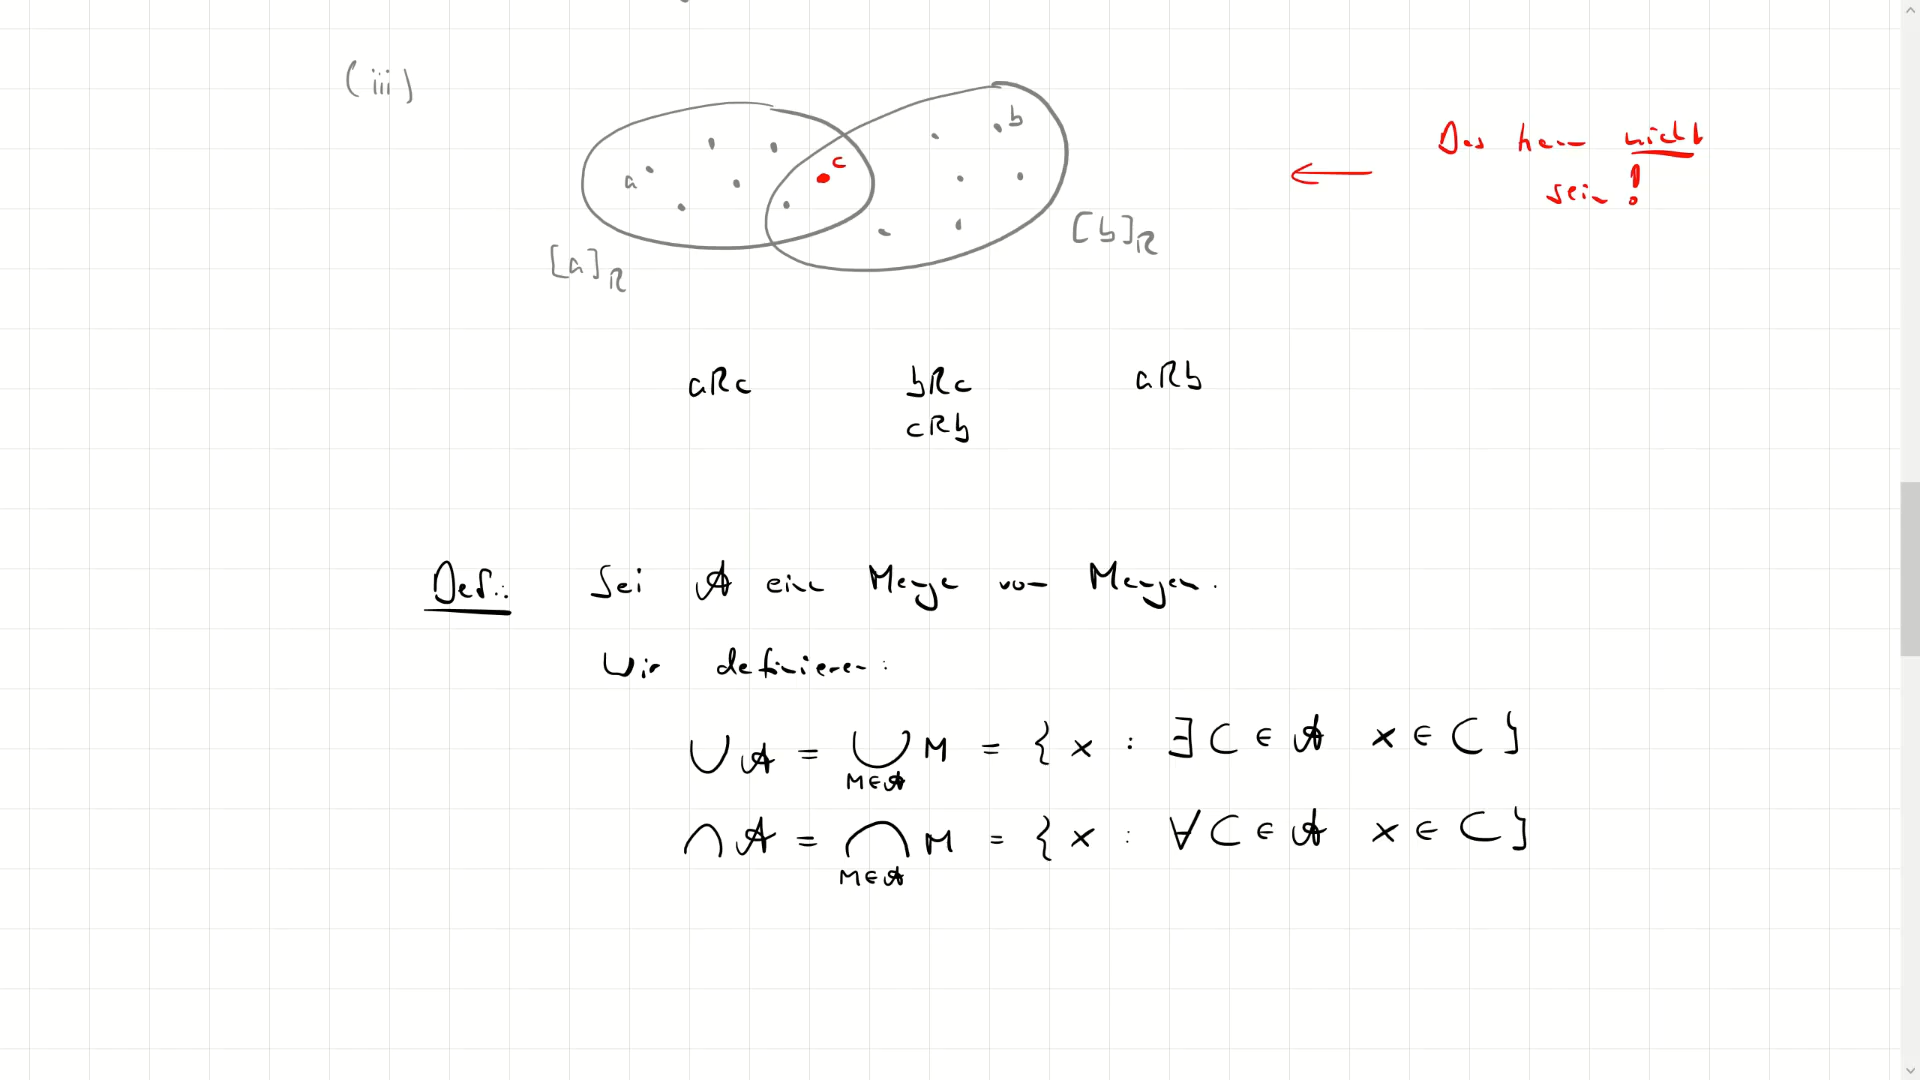 (iii)
b
Das kann nicht
sein!
c
a
[b]R
[a]R
aRc bRc aRb
cRb
Def.: Sei 𝒜 eine Menge von Mengen.
Wir definieren:
⋃𝒜 = ⋃ M = { x : ∃ C ∈ 𝒜 x ∈ C }
M∈𝒜
⋂𝒜 = ⋂ M = { x : ∀ C ∈ 𝒜 x ∈ C }
M∈𝒜